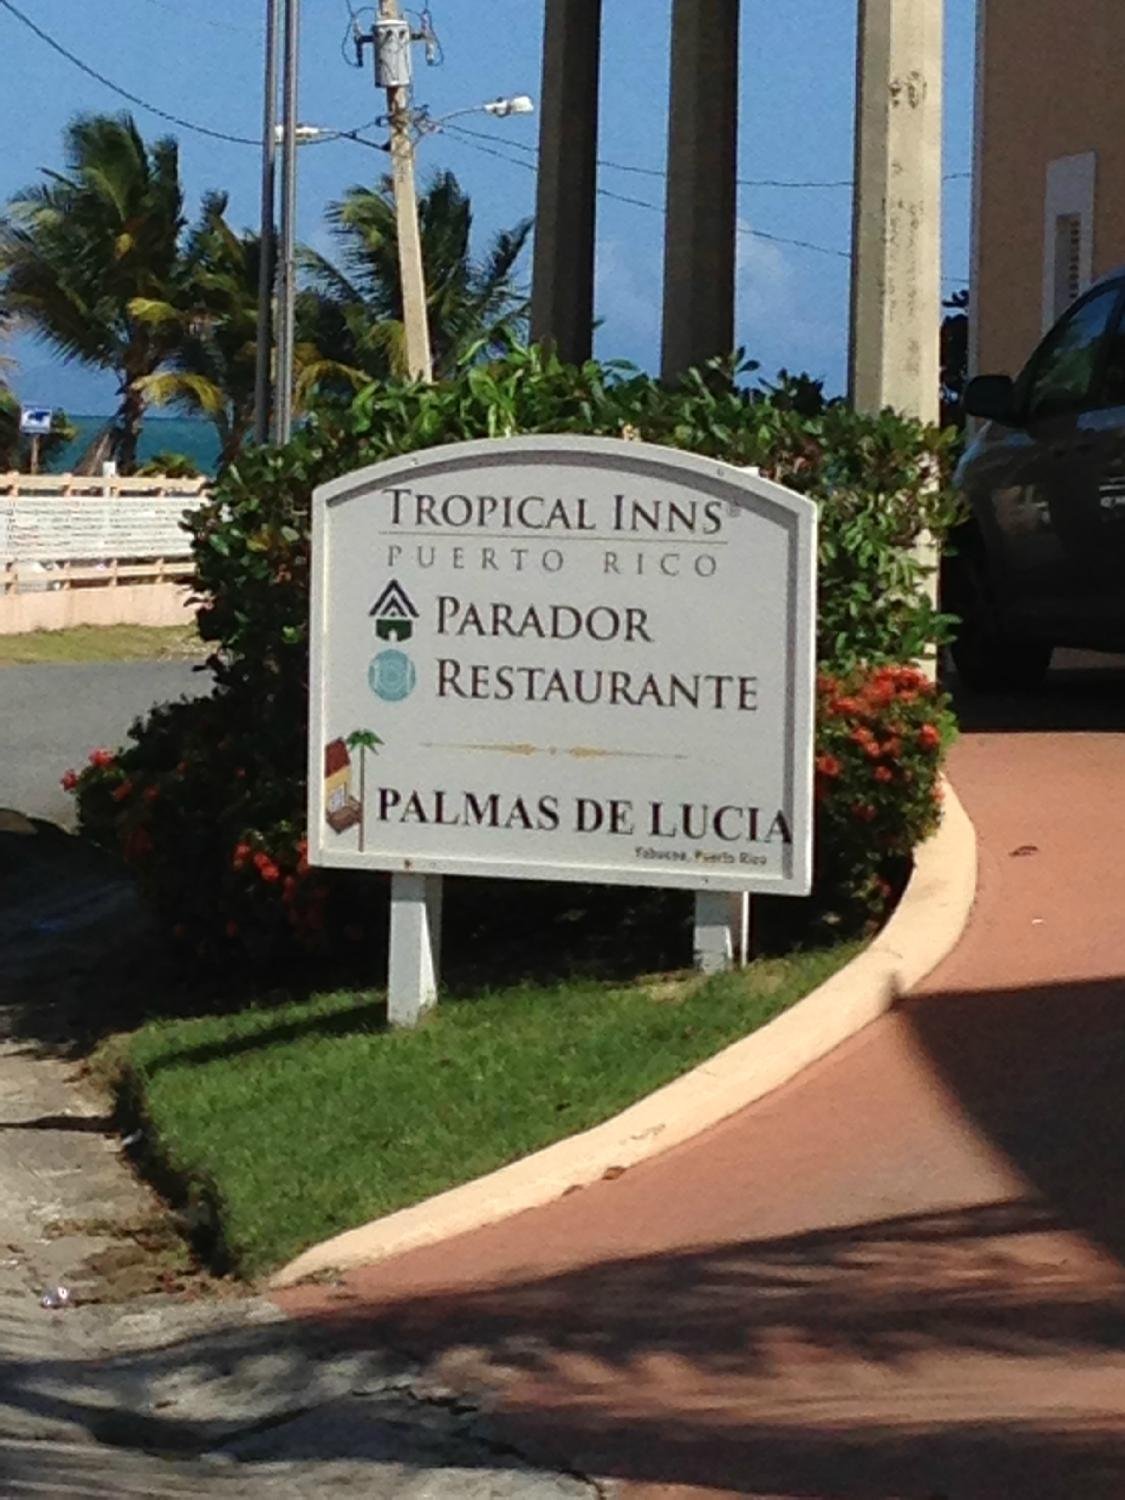 TROPICAL INNS®
PUERTO RICO
PARADOR
RESTAURANTE
PALMAS DE LUCIA
Yabucoa, Puerto Rico